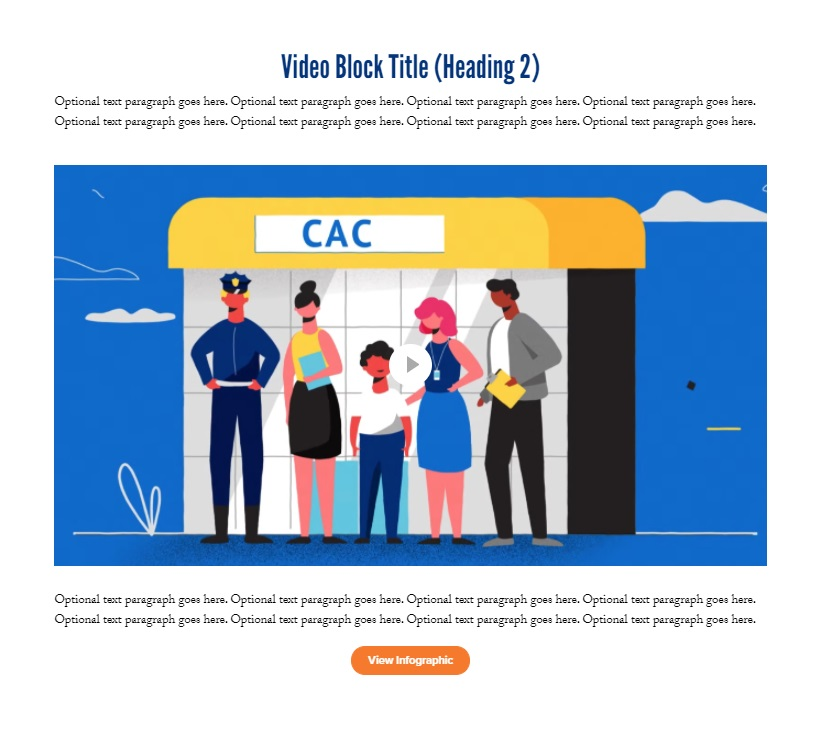 Video Block Title (Heading 2)
Optional text paragraph goes here. Optional text paragraph goes here. Optional text paragraph goes here. Optional text paragraph goes here.
Optional text paragraph goes here. Optional text paragraph goes here. Optional text paragraph goes here. Optional text paragraph goes here.
CAC
Optional text paragraph goes here. Optional text paragraph goes here. Optional text paragraph goes here. Optional text paragraph goes here.
Optional text paragraph goes here. Optional text paragraph goes here. Optional text paragraph goes here. Optional text paragraph goes here.
View Infographic